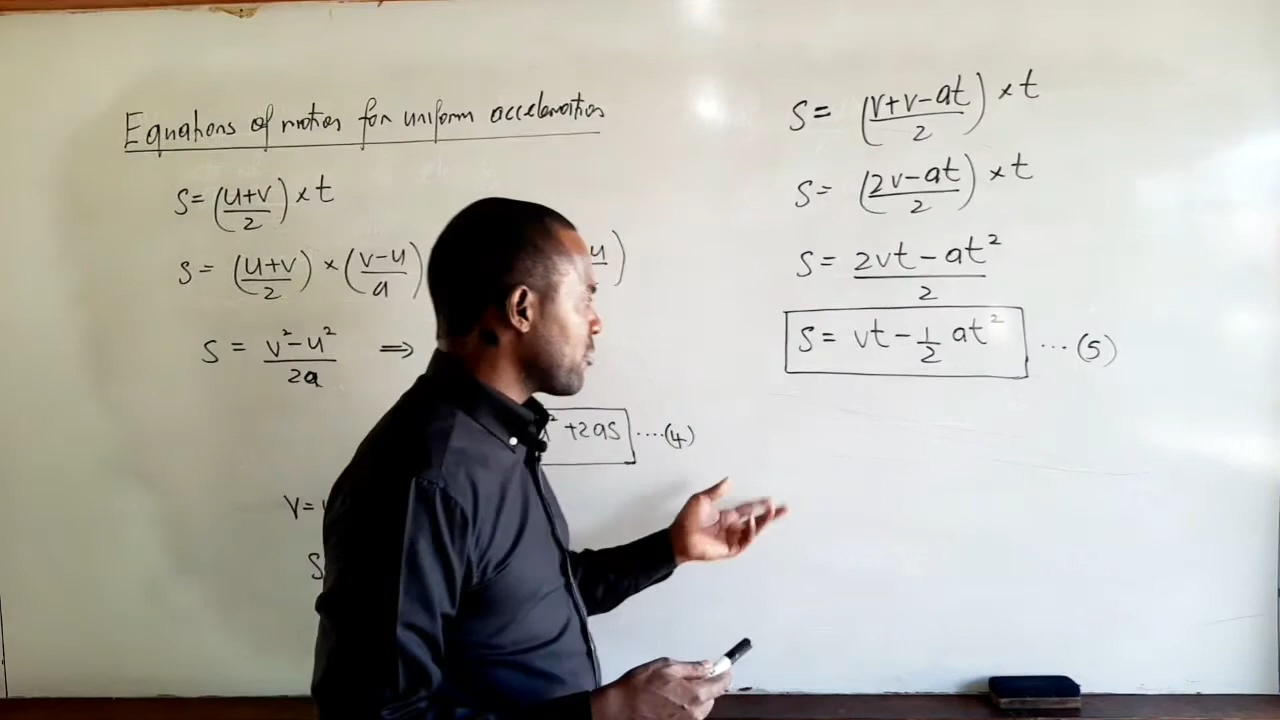 Equations of motion for uniform acceleration
S = (u+v/2) × t
S = (u+v/2) × (v-u/a) u)
S = v²-u²/2a ⇒
² +2as ....(4)
V=
S
S = (v+v-at/2) × t
S = (2v-at/2) × t
S = 2vt-at²/2
S = vt - 1/2 at² ...(5)